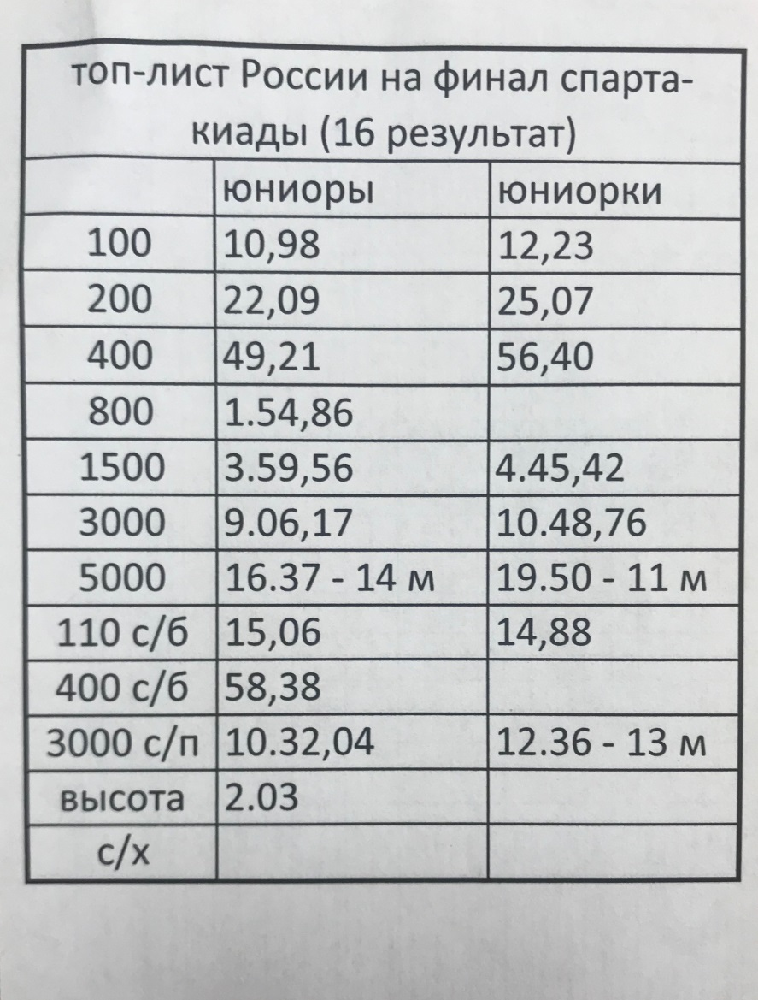 топ-лист России на финал спарта-
киады (16 результат)
юниоры юниорки
100 10,98 12,23
200 22,09 25,07
400 49,21 56,40
800 1.54,86
1500 3.59,56 4.45,42
3000 9.06,17 10.48,76
5000 16.37 - 14 м 19.50 - 11 м
110 с/б 15,06 14,88
400 с/б 58,38
3000 с/п 10.32,04 12.36 - 13 м
высота 2.03
с/х